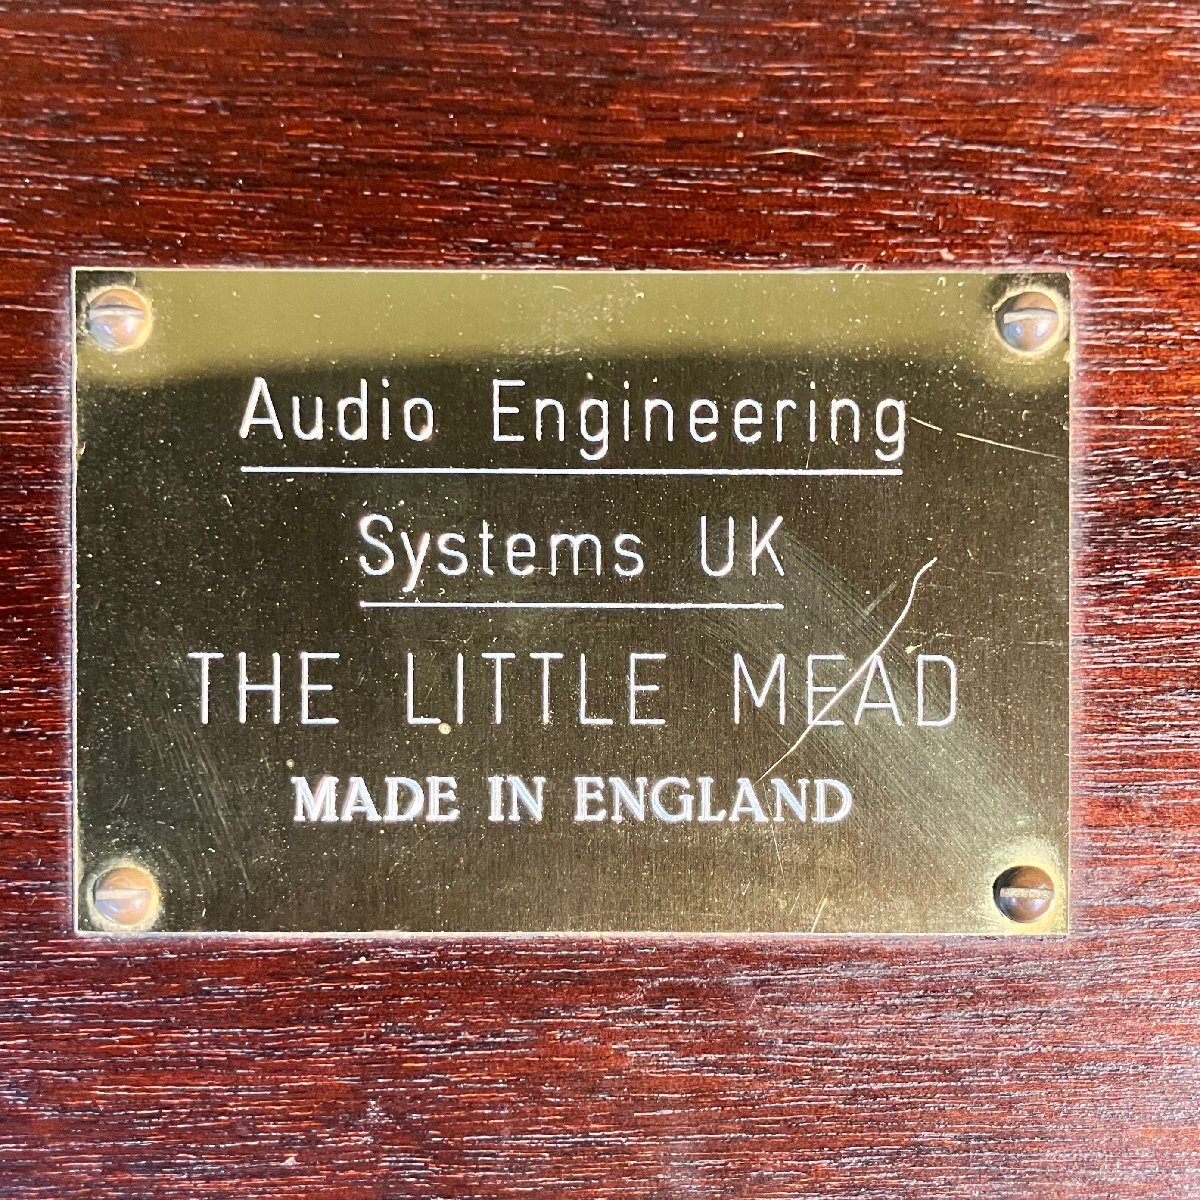 Audio Engineering
Systems UK
THE LITTLE MEAD
MADE IN ENGLAND